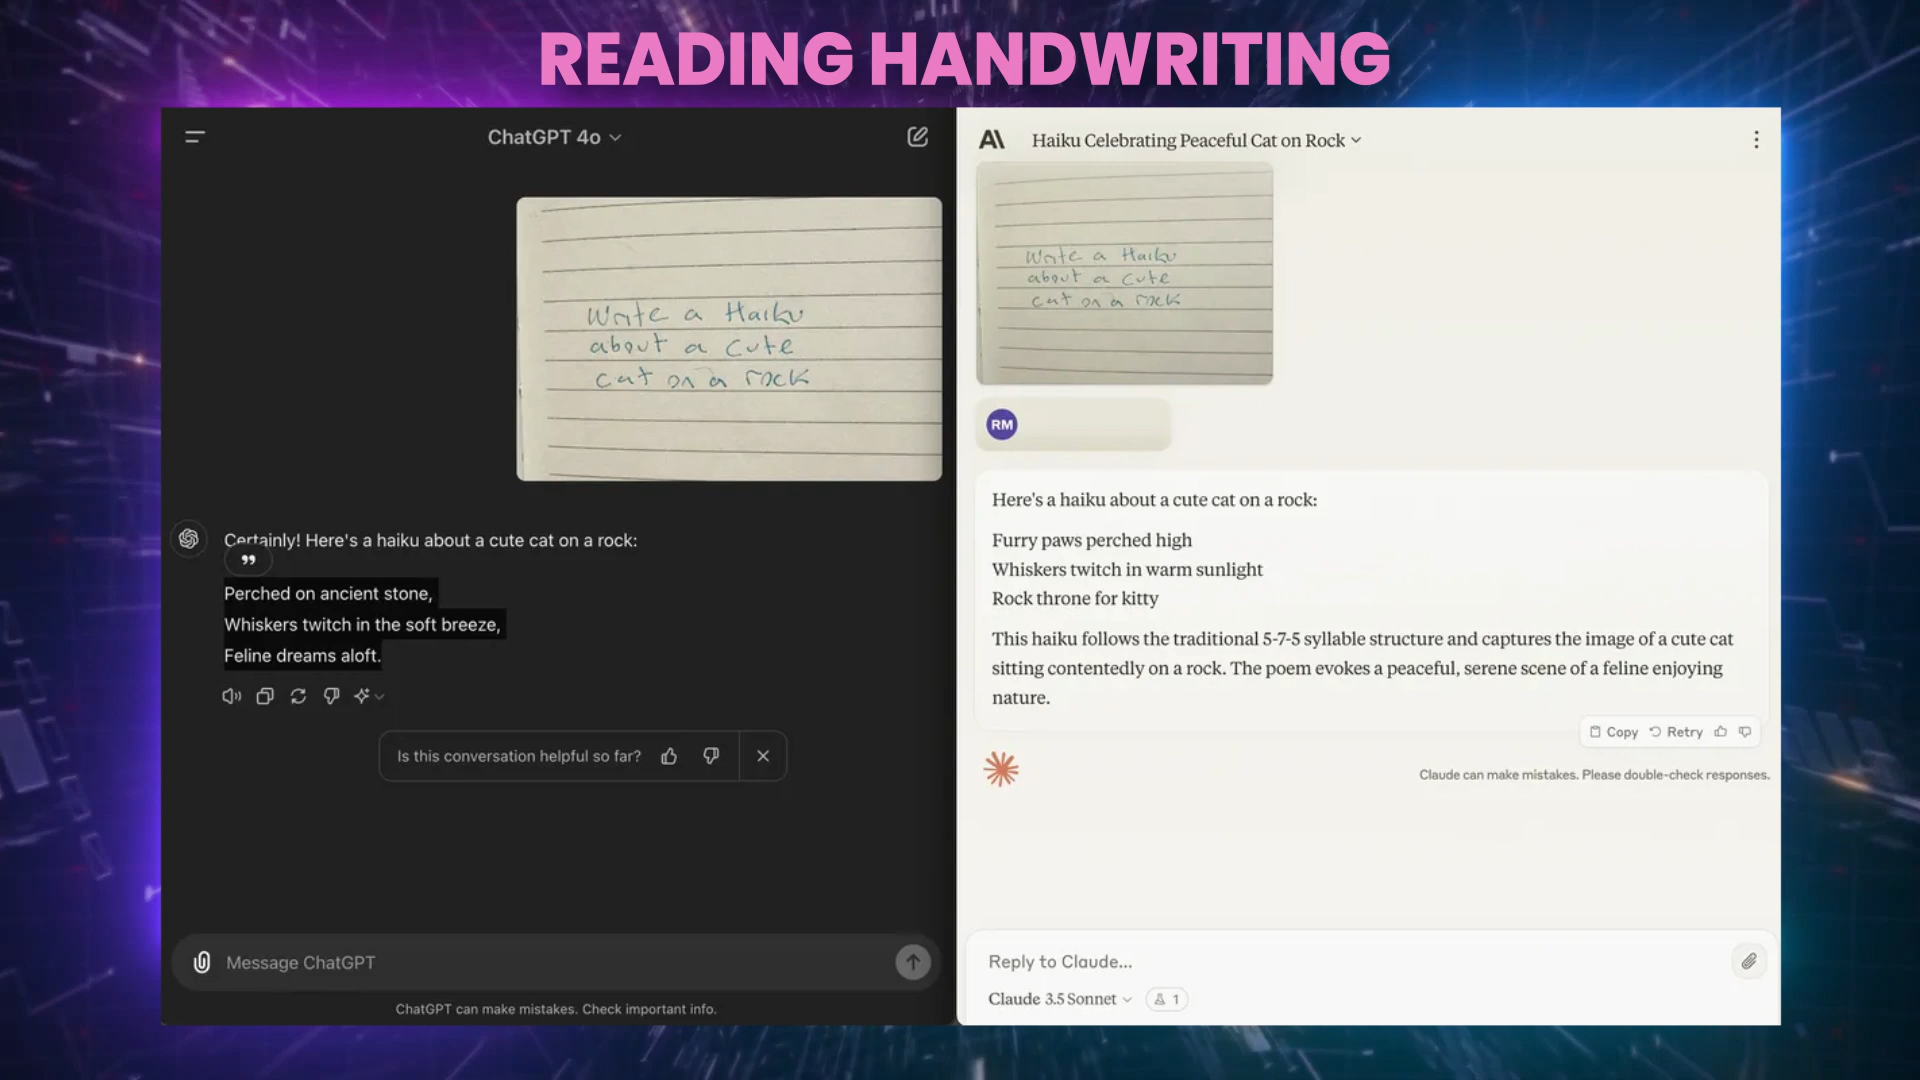 READING HANDWRITING
ChatGPT 4o
Write a Haiku
about a cute
cat on a rock
Certainly! Here's a haiku about a cute cat on a rock:
Perched on ancient stone,
Whiskers twitch in the soft breeze,
Feline dreams aloft.
Is this conversation helpful so far?
Message ChatGPT
ChatGPT can make mistakes. Check important info.
Haiku Celebrating Peaceful Cat on Rock
Write a Haiku
about a cute
cat on a rock
RM
Here's a haiku about a cute cat on a rock:
Furry paws perched high
Whiskers twitch in warm sunlight
Rock throne for kitty
This haiku follows the traditional 5-7-5 syllable structure and captures the image of a cute cat
sitting contentedly on a rock. The poem evokes a peaceful, serene scene of a feline enjoying
nature.
Copy Retry
Claude can make mistakes. Please double-check responses.
Reply to Claude...
Claude 3.5 Sonnet 1